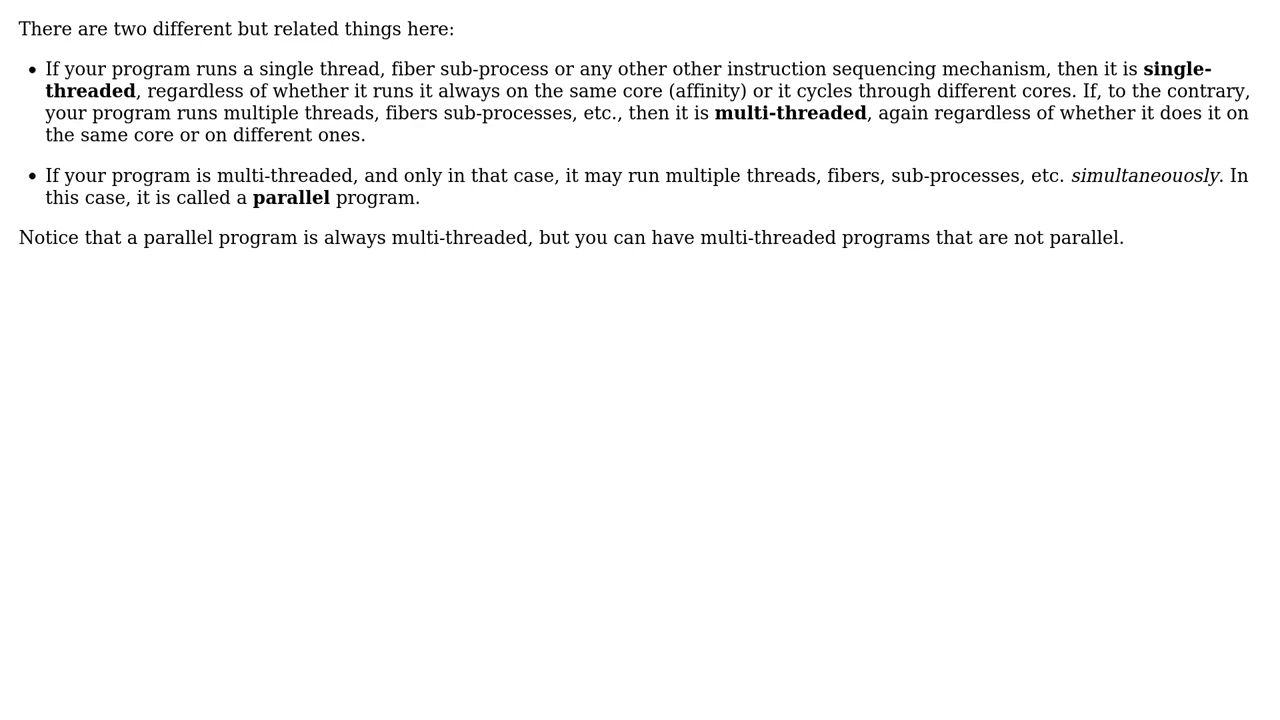 There are two different but related things here:
• If your program runs a single thread, fiber sub-process or any other other instruction sequencing mechanism, then it is single-
threaded, regardless of whether it runs it always on the same core (affinity) or it cycles through different cores. If, to the contrary,
your program runs multiple threads, fibers sub-processes, etc., then it is multi-threaded, again regardless of whether it does it on
the same core or on different ones.
• If your program is multi-threaded, and only in that case, it may run multiple threads, fibers, sub-processes, etc. simultaneouosly. In
this case, it is called a parallel program.
Notice that a parallel program is always multi-threaded, but you can have multi-threaded programs that are not parallel.